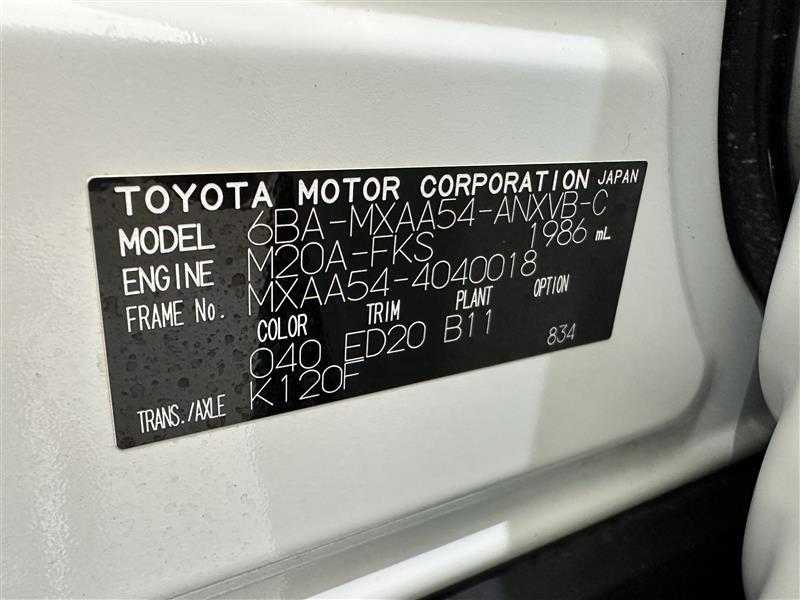 TOYOTA MOTOR CORPORATION JAPAN
MODEL 6BA-MXAA54-ANXVB-C
ENGINE M20A-FKS 1986 mL
FRAME No. MXAA54-4040018
COLOR TRIM PLANT OPTION
040 ED20 B11 834
TRANS./AXLE K120F